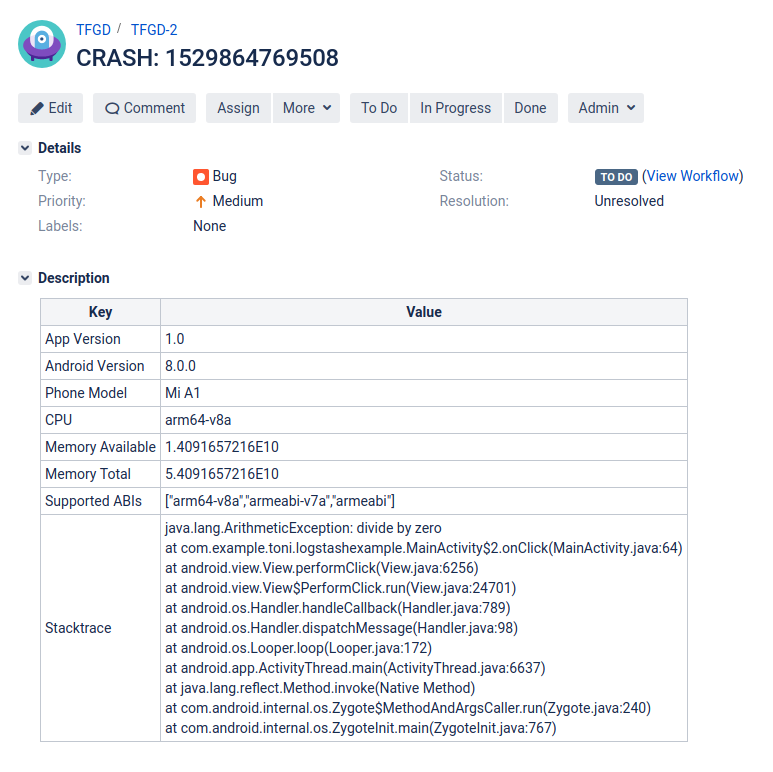 TFGD / TFGD-2
CRASH: 1529864769508
Edit Comment Assign More To Do In Progress Done Admin
Details
Type: Bug Status: TO DO (View Workflow)
Priority: Medium Resolution: Unresolved
Labels: None
Description
Key Value
App Version 1.0
Android Version 8.0.0
Phone Model Mi A1
CPU arm64-v8a
Memory Available 1.4091657216E10
Memory Total 5.4091657216E10
Supported ABIs ["arm64-v8a","armeabi-v7a","armeabi"]
Stacktrace
java.lang.ArithmeticException: divide by zero
at com.example.toni.logstashexample.MainActivity$2.onClick(MainActivity.java:64)
at android.view.View.performClick(View.java:6256)
at android.view.View$PerformClick.run(View.java:24701)
at android.os.Handler.handleCallback(Handler.java:789)
at android.os.Handler.dispatchMessage(Handler.java:98)
at android.os.Looper.loop(Looper.java:172)
at android.app.ActivityThread.main(ActivityThread.java:6637)
at java.lang.reflect.Method.invoke(Native Method)
at com.android.internal.os.Zygote$MethodAndArgsCaller.run(Zygote.java:240)
at com.android.internal.os.ZygoteInit.main(ZygoteInit.java:767)